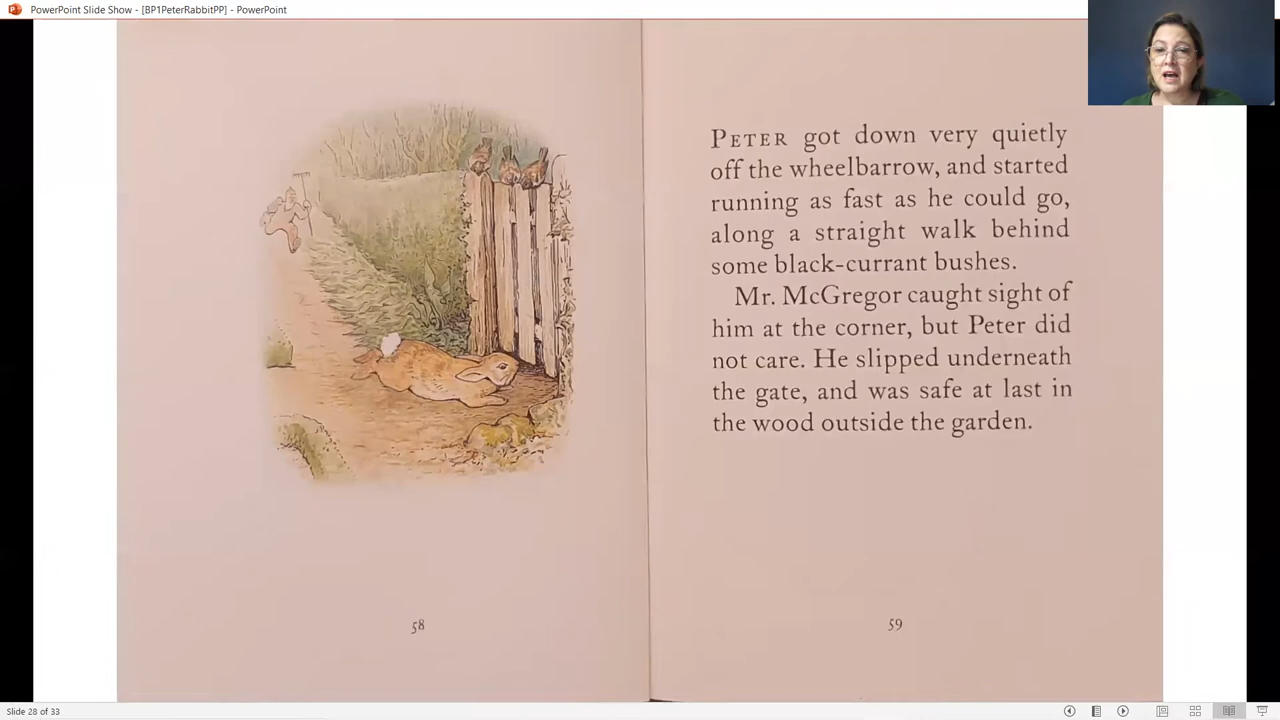 PowerPoint Slide Show - [BP1PeterRabbitPP] - PowerPoint
PETER got down very quietly
off the wheelbarrow, and started
running as fast as he could go,
along a straight walk behind
some black-currant bushes.
Mr. McGregor caught sight of
him at the corner, but Peter did
not care. He slipped underneath
the gate, and was safe at last in
the wood outside the garden.
58
59
Slide 28 of 33